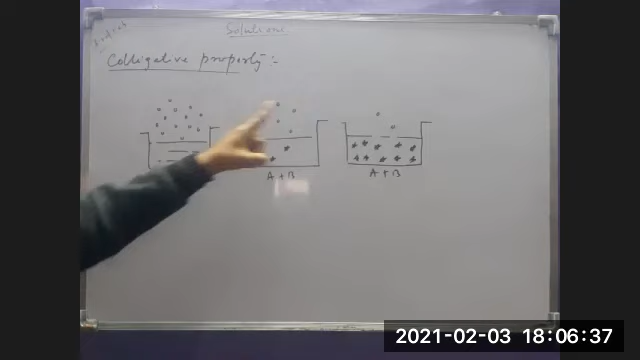 Solutions
Colligative property :-
A + B
A + B
2021-02-03 18:06:37